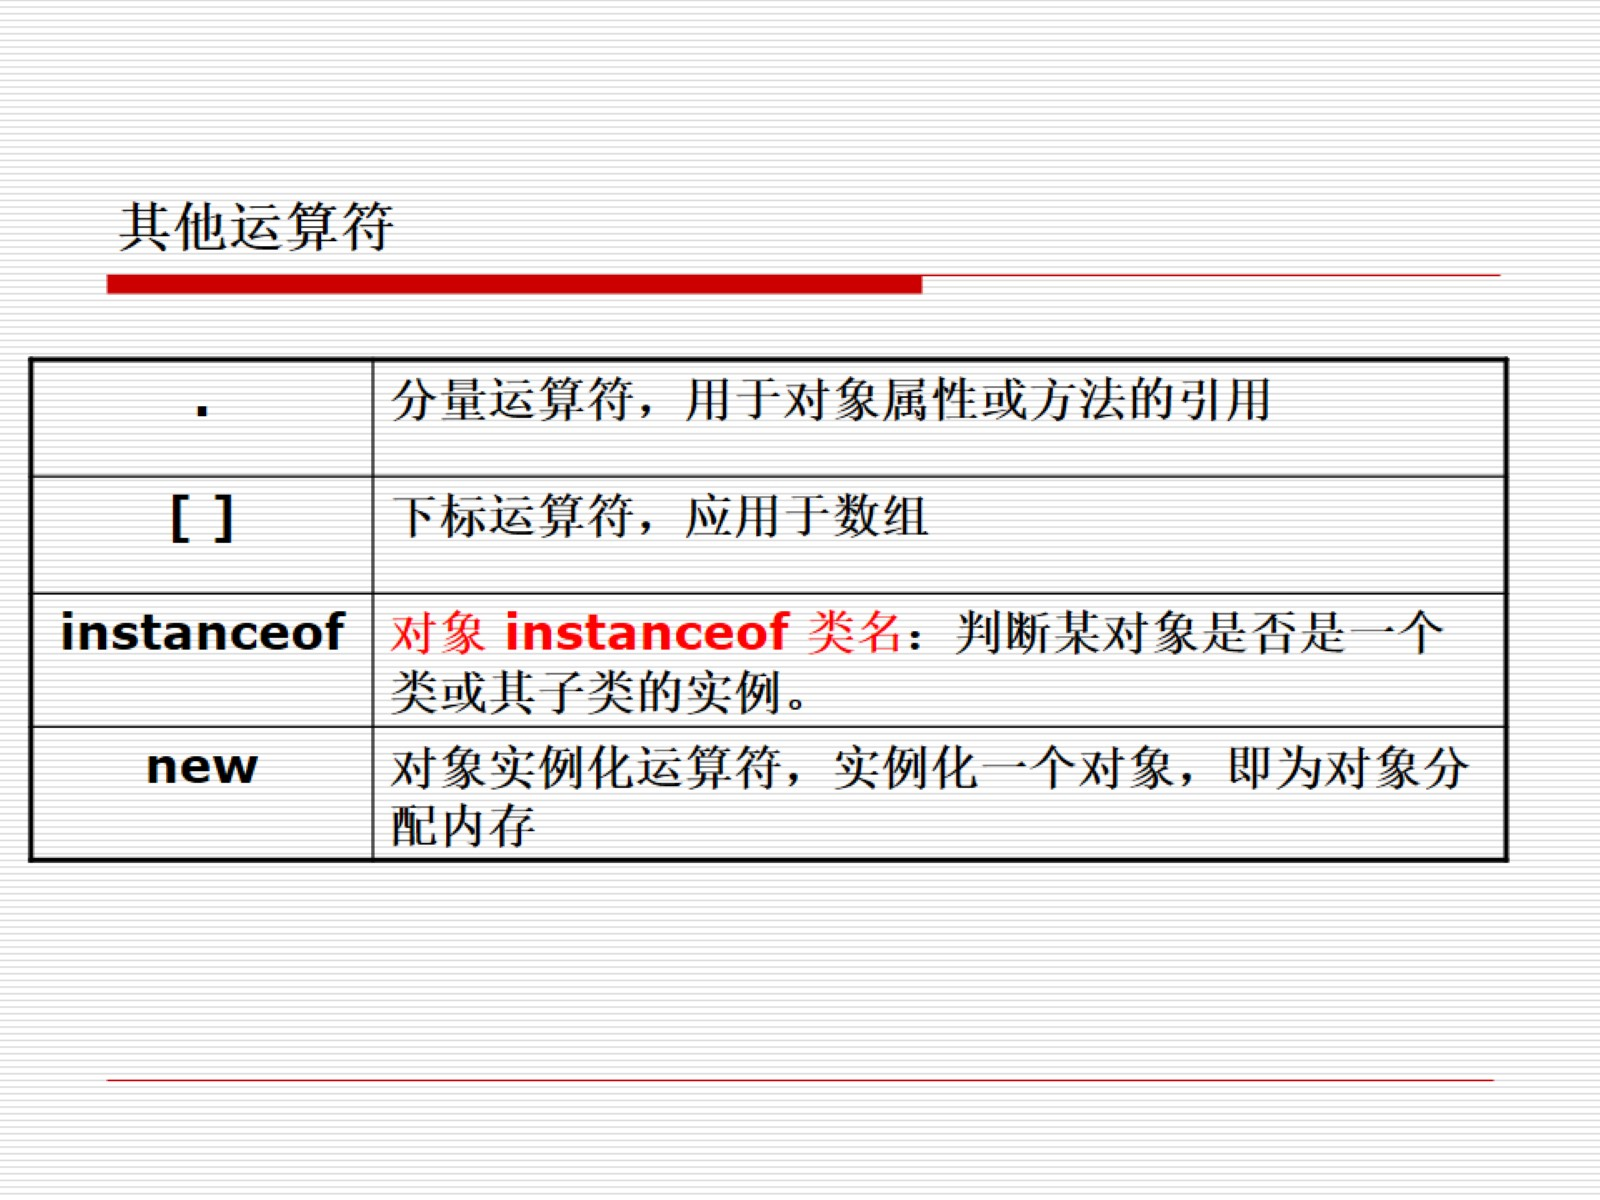 其他运算符
.
分量运算符，用于对象属性或方法的引用
[ ]
下标运算符，应用于数组
instanceof
对象 instanceof 类名：判断某对象是否是一个
类或其子类的实例。
new
对象实例化运算符，实例化一个对象，即为对象分
配内存